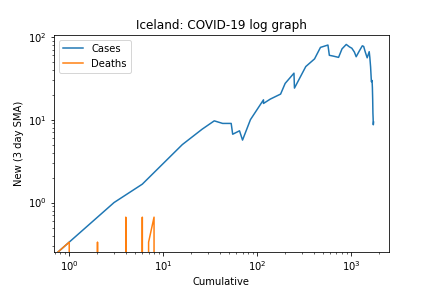 Iceland: COVID-19 log graph
Cases
Deaths
10²
10¹
10⁰
New (3 day SMA)
10⁰ 10¹ 10² 10³
Cumulative